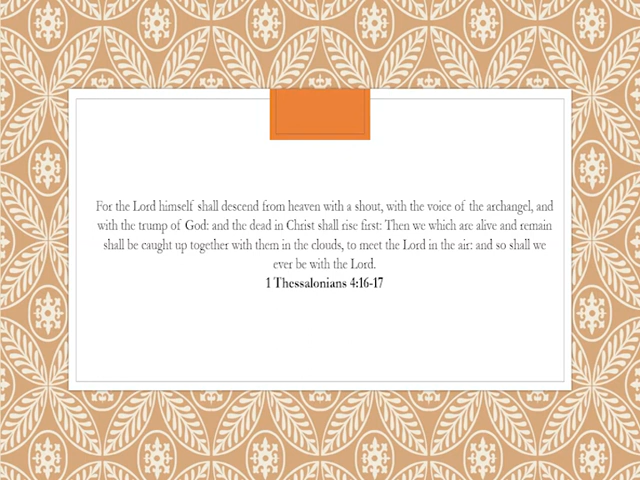 For the Lord himself shall descend from heaven with a shout, with the voice of the archangel, and
with the trump of God: and the dead in Christ shall rise first: Then we which are alive and remain
shall be caught up together with them in the clouds, to meet the Lord in the air: and so shall we
ever be with the Lord.
1 Thessalonians 4:16-17